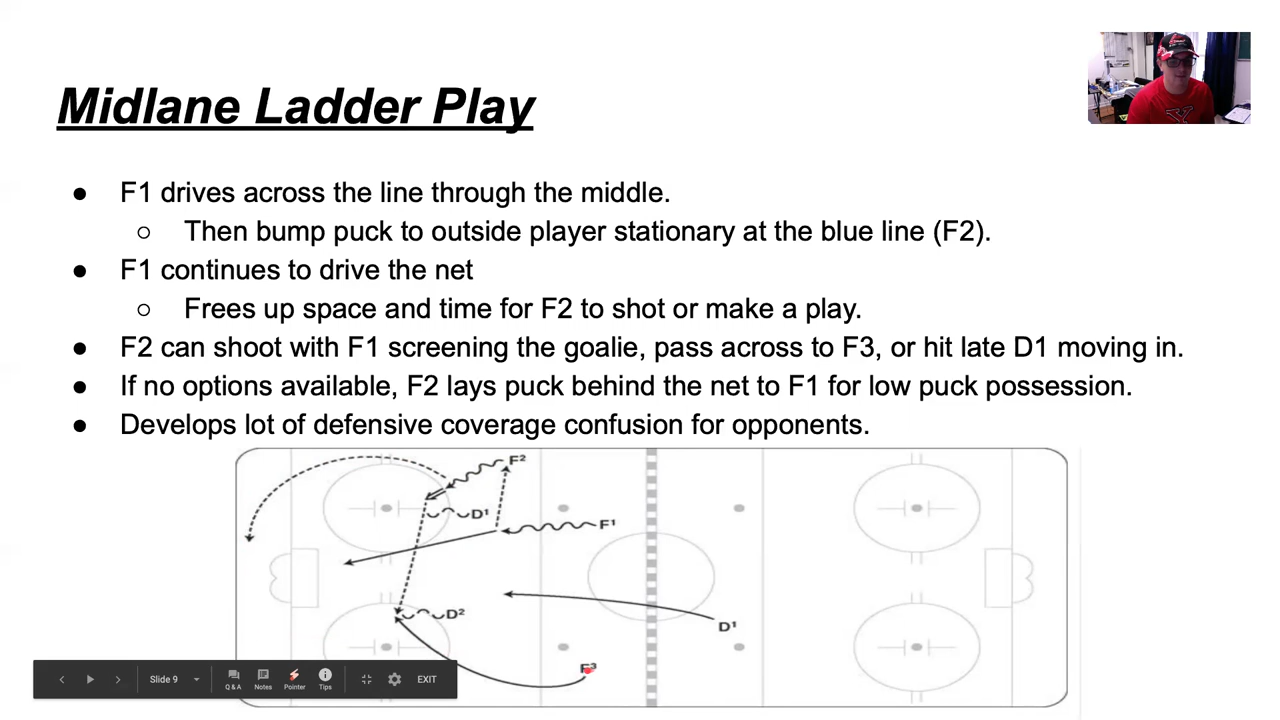 Midlane Ladder Play
● F1 drives across the line through the middle.
○ Then bump puck to outside player stationary at the blue line (F2).
● F1 continues to drive the net
○ Frees up space and time for F2 to shot or make a play.
● F2 can shoot with F1 screening the goalie, pass across to F3, or hit late D1 moving in.
● If no options available, F2 lays puck behind the net to F1 for low puck possession.
● Develops lot of defensive coverage confusion for opponents.
F²
D¹
F¹
D²
D¹
F³
Slide 9
Q & A
Notes
Pointer
Tips
EXIT